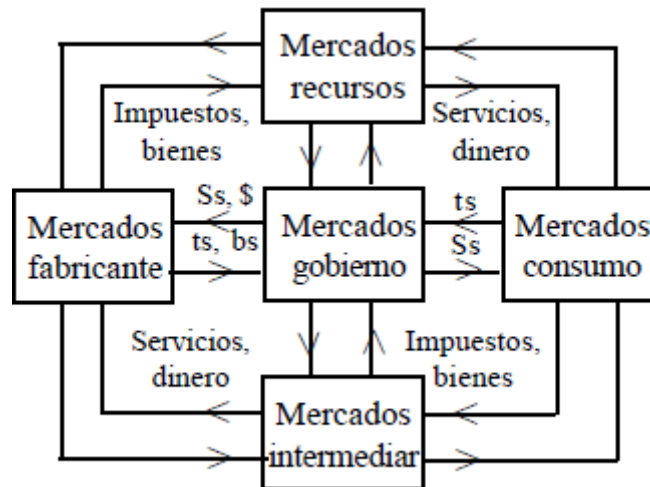 Mercados
recursos
Impuestos,
bienes
Servicios,
dinero
Ss, $
ts
Mercados
fabricante
ts, bs
Mercados
gobierno
Ss
Mercados
consumo
Servicios,
dinero
Impuestos,
bienes
Mercados
intermediar